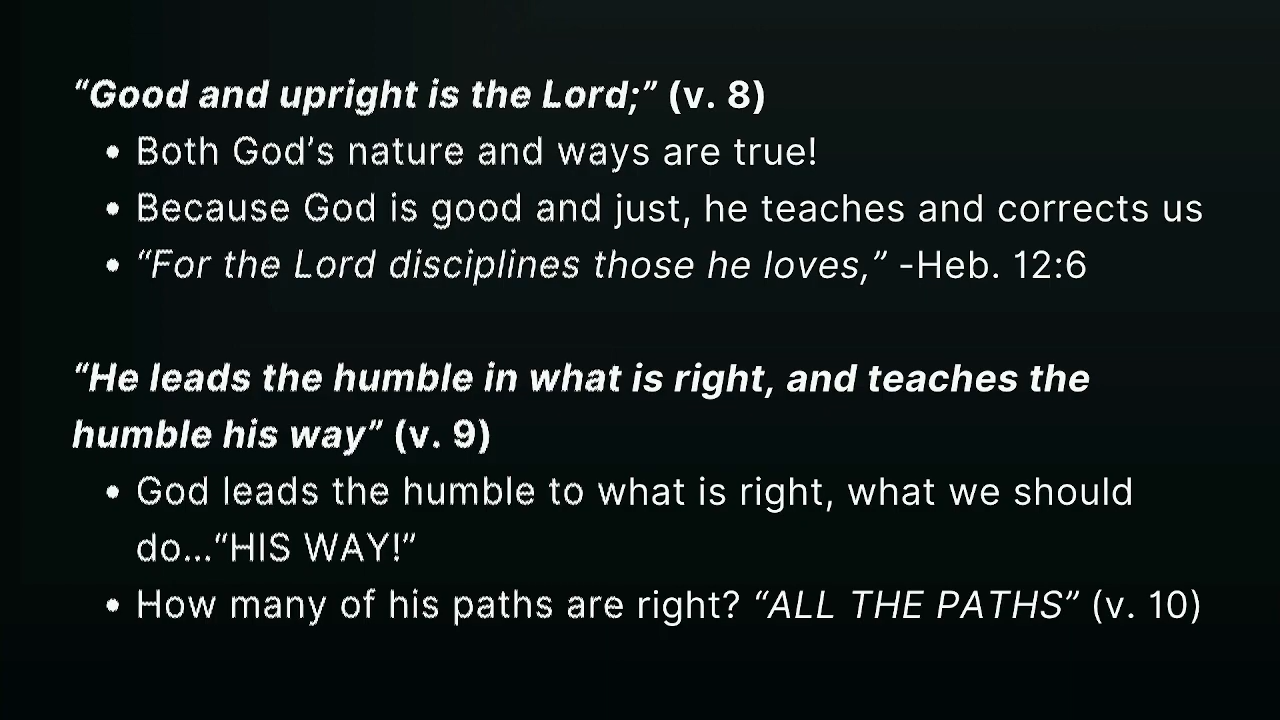 “Good and upright is the Lord;” (v. 8)
• Both God’s nature and ways are true!
• Because God is good and just, he teaches and corrects us
• “For the Lord disciplines those he loves,” -Heb. 12:6
“He leads the humble in what is right, and teaches the
humble his way” (v. 9)
• God leads the humble to what is right, what we should
do...“HIS WAY!”
• How many of his paths are right? “ALL THE PATHS” (v. 10)